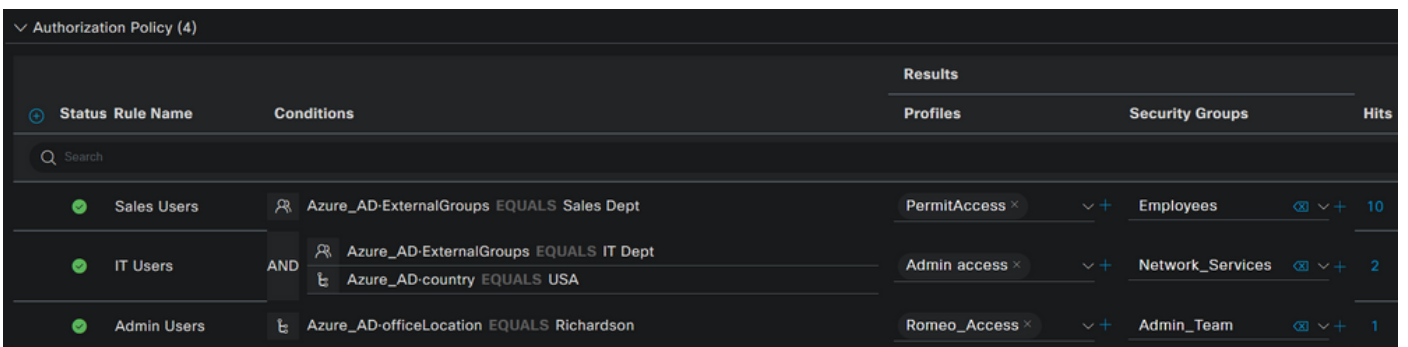 Authorization Policy (4)
Results
Status Rule Name Conditions Profiles Security Groups Hits
Search
Sales Users Azure_AD·ExternalGroups EQUALS Sales Dept PermitAccess Employees 10
Azure_AD·ExternalGroups EQUALS IT Dept
IT Users AND Admin access Network_Services 2
Azure_AD·country EQUALS USA
Admin Users Azure_AD·officeLocation EQUALS Richardson Romeo_Access Admin_Team 1